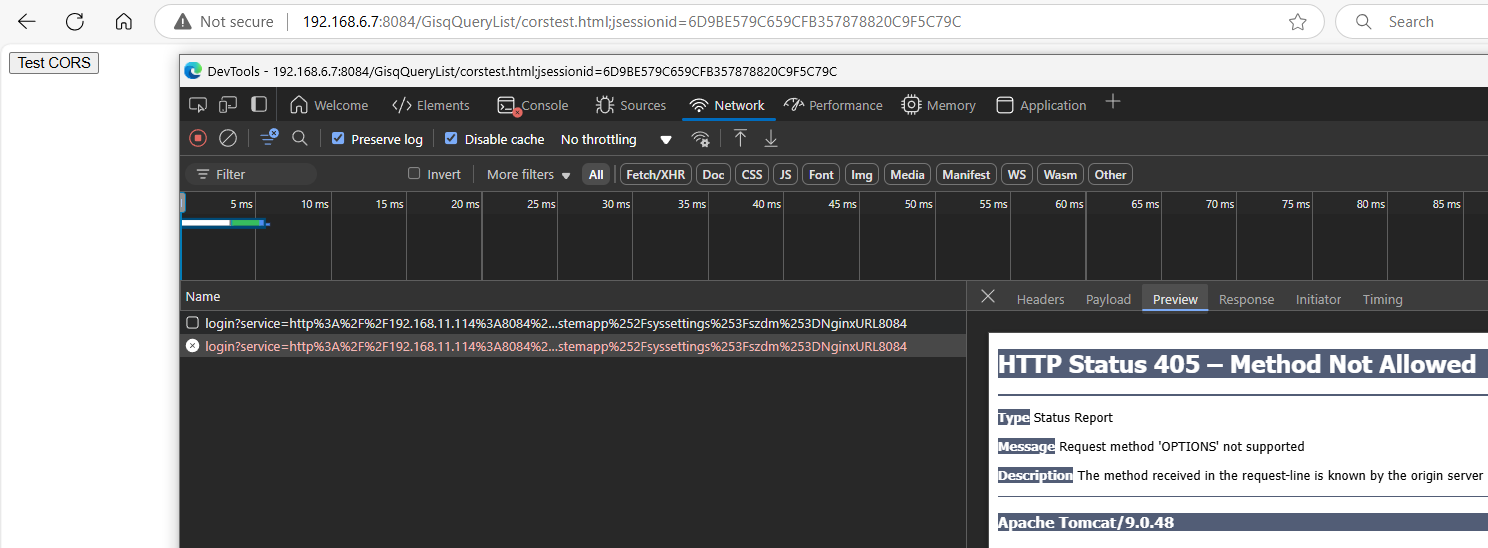 Not secure 192.168.6.7:8084/GisqQueryList/corstest.html;jsessionid=6D9BE579C659CFB357878820C9F5C79C Search
Test CORS
DevTools - 192.168.6.7:8084/GisqQueryList/corstest.html;jsessionid=6D9BE579C659CFB357878820C9F5C79C
Welcome Elements Console Sources Network Performance Memory Application
Preserve log Disable cache No throttling
Filter Invert More filters All Fetch/XHR Doc CSS JS Font Img Media Manifest WS Wasm Other
5 ms 10 ms 15 ms 20 ms 25 ms 30 ms 35 ms 40 ms 45 ms 50 ms 55 ms 60 ms 65 ms 70 ms 75 ms 80 ms 85 ms
Name
Headers Payload Preview Response Initiator Timing
login?service=http%3A%2F%2F192.168.11.114%3A8084%2...stemapp%252Fsyssettings%253Fszdm%253DNginxURL8084
login?service=http%3A%2F%2F192.168.11.114%3A8084%2...stemapp%252Fsyssettings%253Fszdm%253DNginxURL8084
HTTP Status 405 – Method Not Allowed
Type Status Report
Message Request method 'OPTIONS' not supported
Description The method received in the request-line is known by the origin server
Apache Tomcat/9.0.48